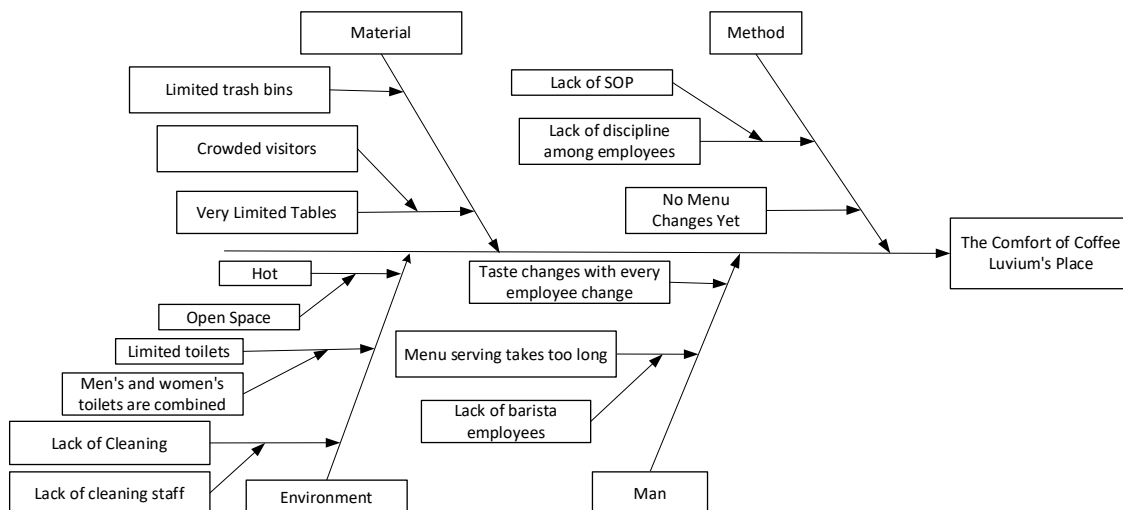 Material
Method
Limited trash bins
Lack of SOP
Crowded visitors
Lack of discipline
among employees
Very Limited Tables
No Menu
Changes Yet
The Comfort of Coffee
Luvium's Place
Hot
Taste changes with every
employee change
Open Space
Limited toilets
Menu serving takes too long
Men's and women's
toilets are combined
Lack of barista
employees
Lack of Cleaning
Lack of cleaning staff
Environment
Man